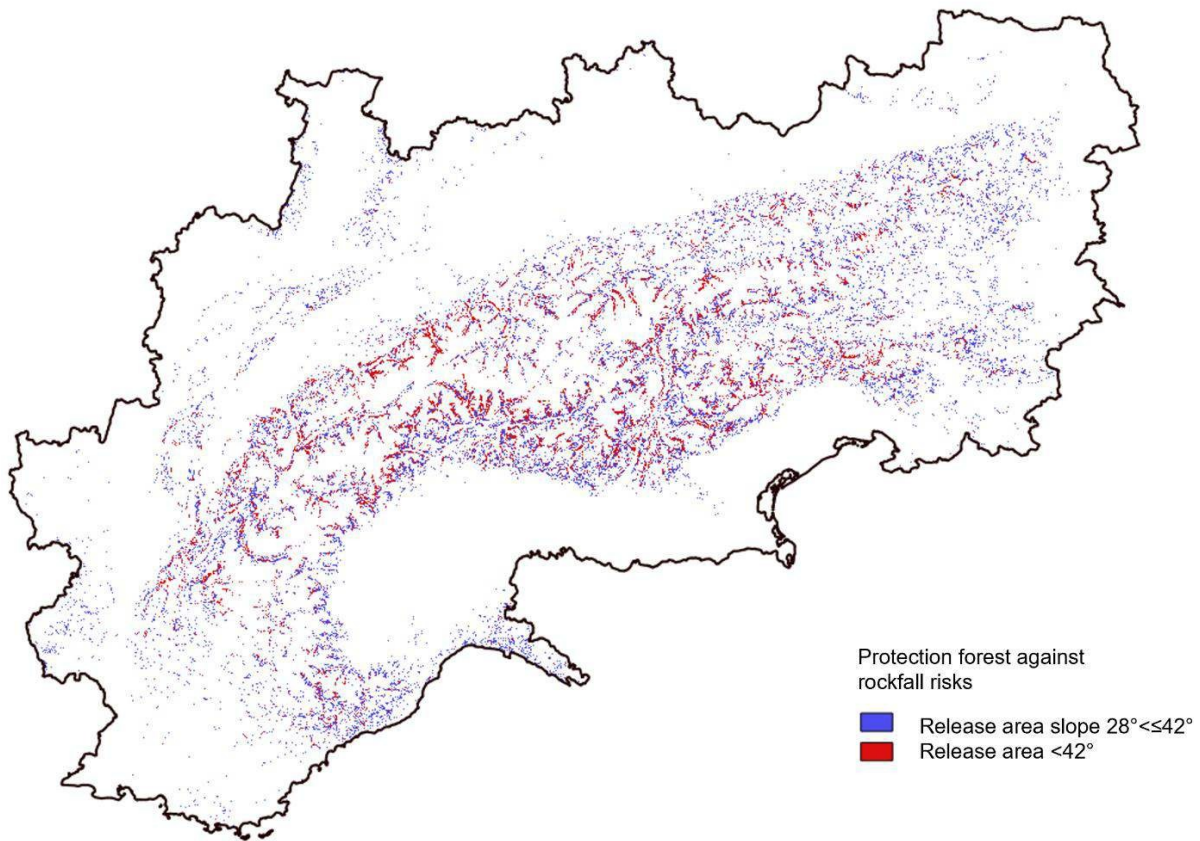 Protection forest against
rockfall risks
Release area slope 28°<≤42°
Release area <42°